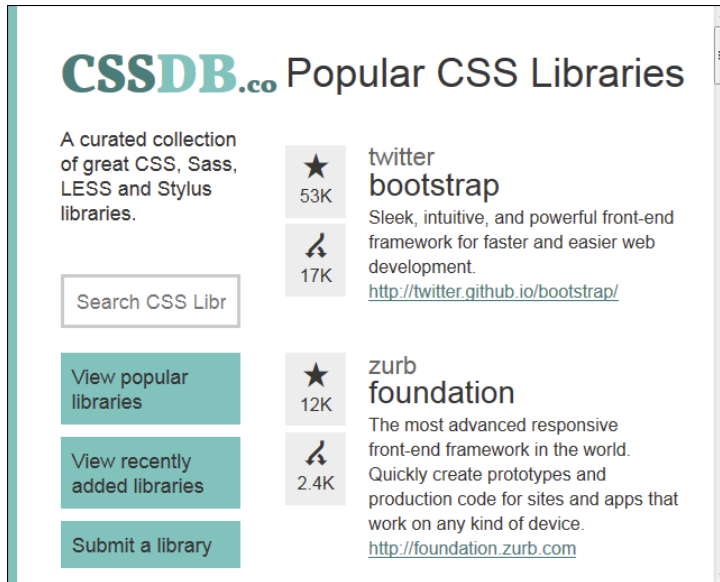 CSSDB.co
Popular CSS Libraries
A curated collection
of great CSS, Sass,
LESS and Stylus
libraries.
Search CSS Libr
View popular
libraries
View recently
added libraries
Submit a library
53K
17K
twitter
bootstrap
Sleek, intuitive, and powerful front-end
framework for faster and easier web
development.
http://twitter.github.io/bootstrap/
12K
2.4K
zurb
foundation
The most advanced responsive
front-end framework in the world.
Quickly create prototypes and
production code for sites and apps that
work on any kind of device.
http://foundation.zurb.com